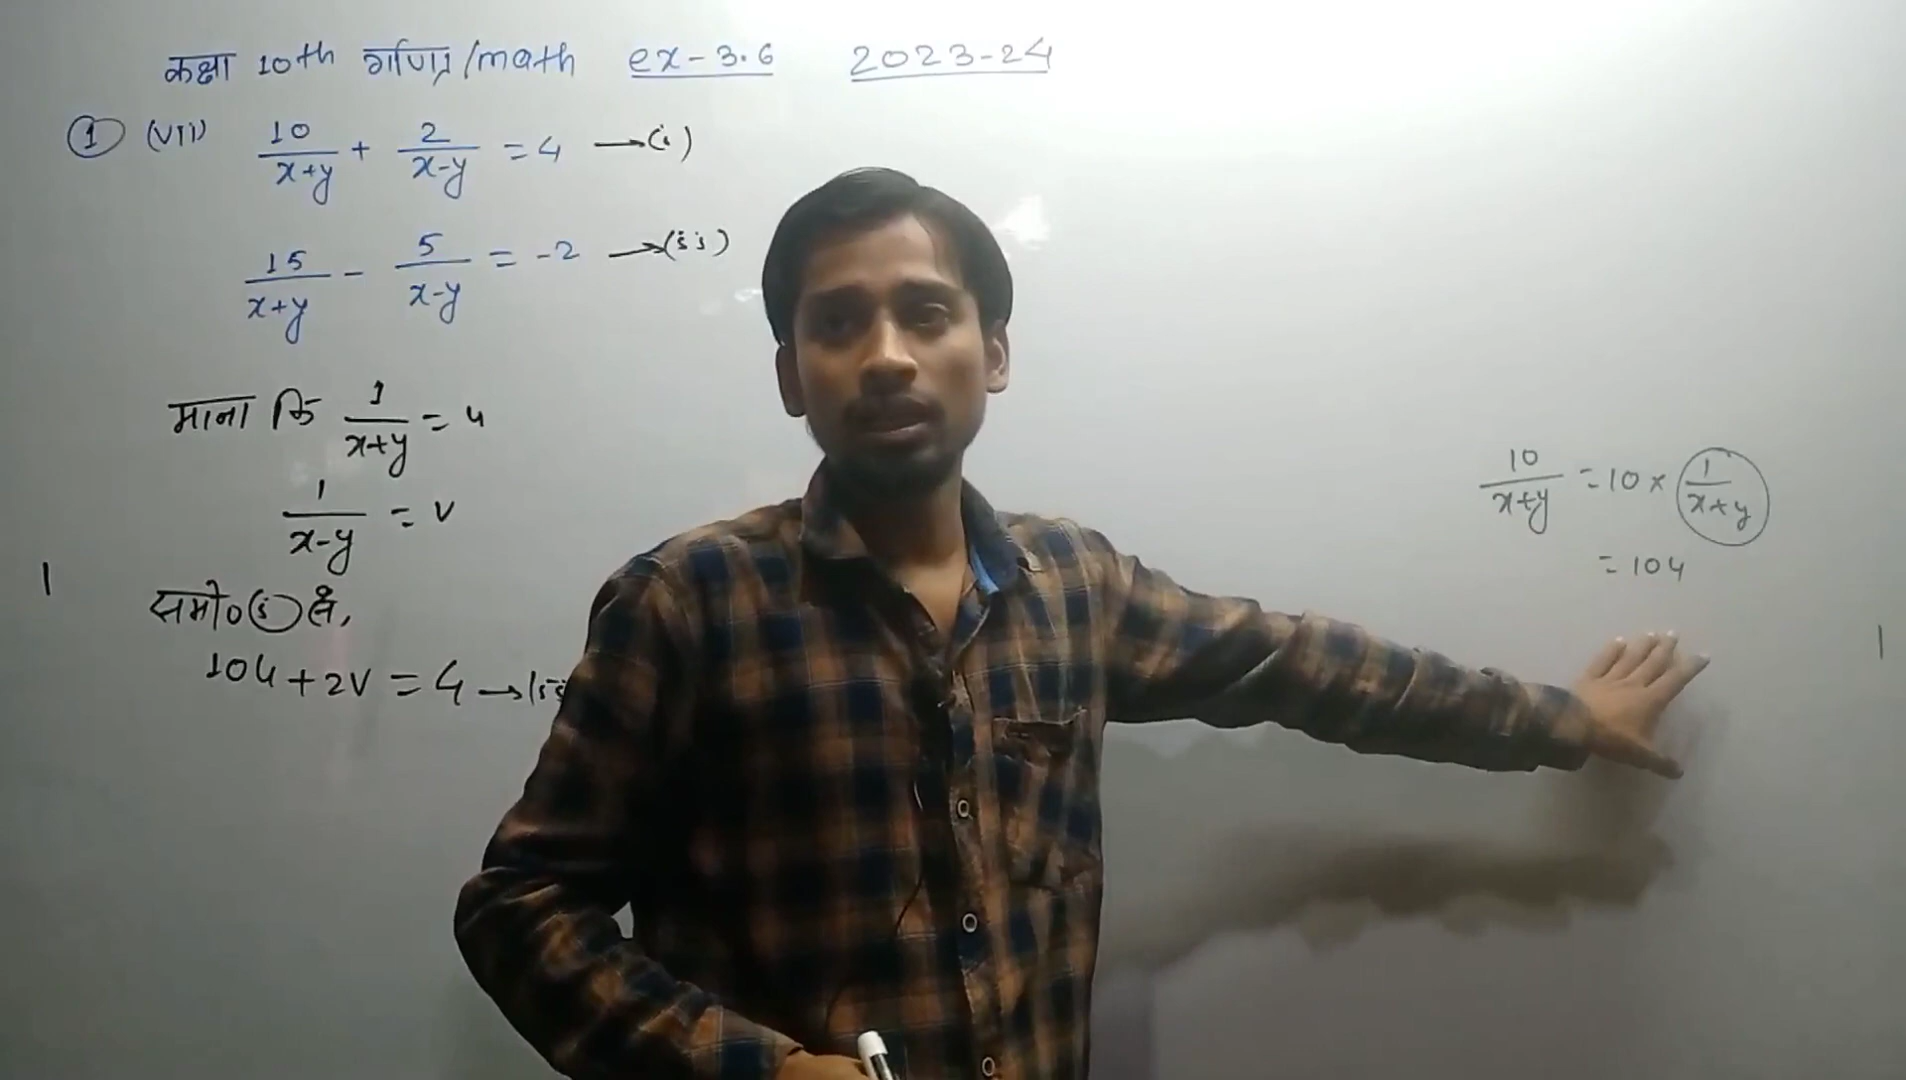 कक्षा 10th गणित/math ex-3.6 2023-24
1 (vii) 10/(x+y) + 2/(x-y) = 4 →(i)
15/(x+y) - 5/(x-y) = -2 →(ii)
माना कि 1/(x+y) = u
1/(x-y) = v
समी० (i) से,
10u + 2v = 4 →(ii
10/(x+y) = 10 × 1/(x+y)
= 10u